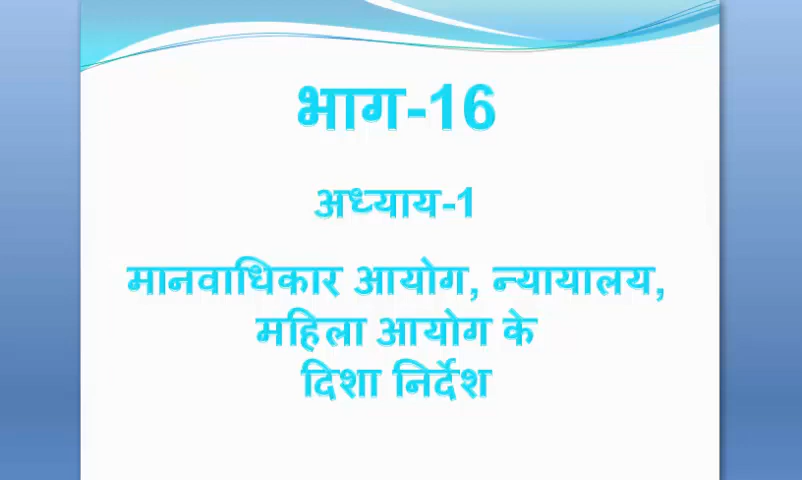 भाग-16
अध्याय-1
मानवाधिकार आयोग, न्यायालय,
महिला आयोग के
दिशा निर्देश